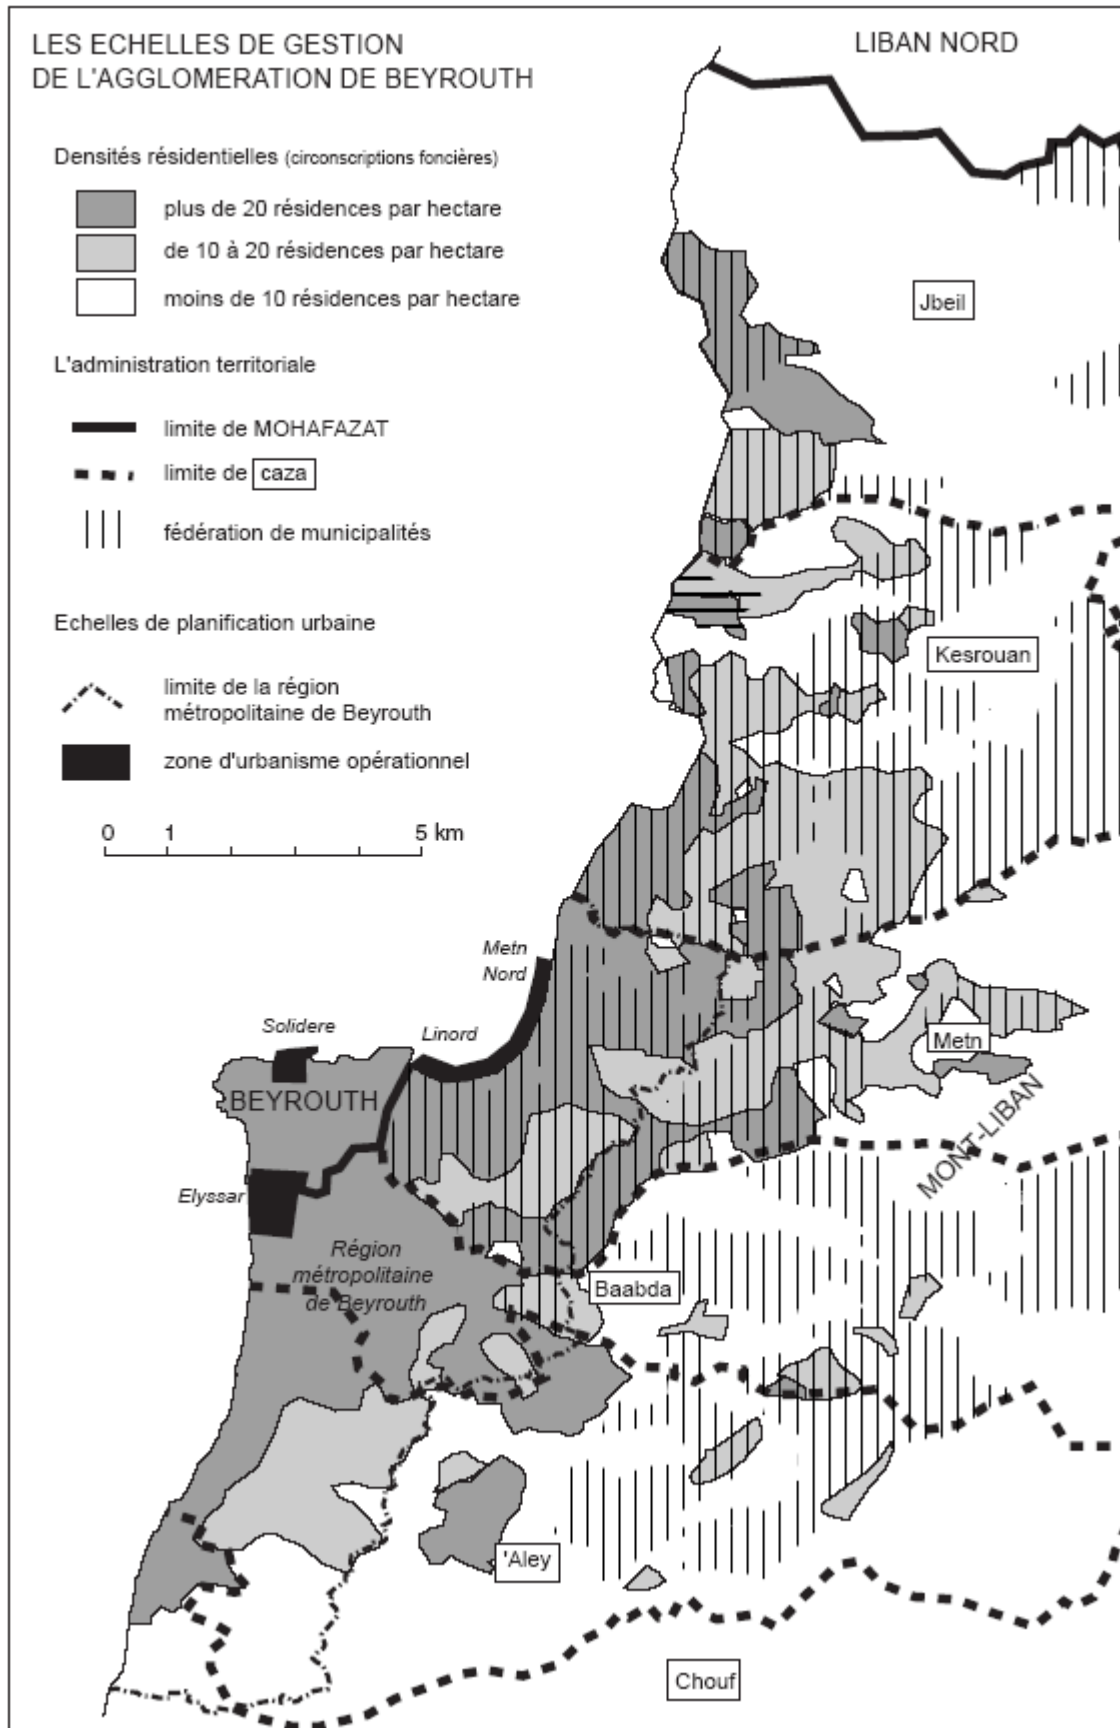 LES ECHELLES DE GESTION
DE L'AGGLOMERATION DE BEYROUTH
LIBAN NORD
Densités résidentielles (circonscriptions foncières)
plus de 20 résidences par hectare
de 10 à 20 résidences par hectare
moins de 10 résidences par hectare
L'administration territoriale
limite de MOHAFAZAT
limite de caza
fédération de municipalités
Echelles de planification urbaine
limite de la région
métropolitaine de Beyrouth
zone d'urbanisme opérationnel
0 1 5 km
Jbeil
Kesrouan
Metn
Nord
Solidere
Linord
Metn
BEYROUTH
MONT-LIBAN
Elyssar
Région
métropolitaine
de Beyrouth
Baabda
'Aley
Chouf